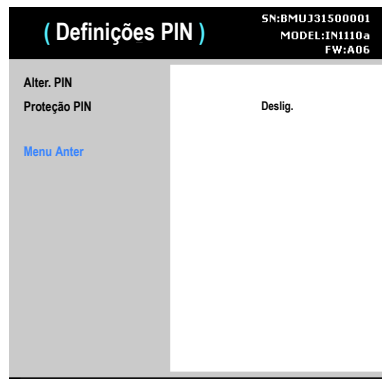 ( Definições PIN )
SN:BMUJ31500001
MODEL:IN1110a
FW:A06
Alter. PIN
Proteção PIN Deslig.
Menu Anter